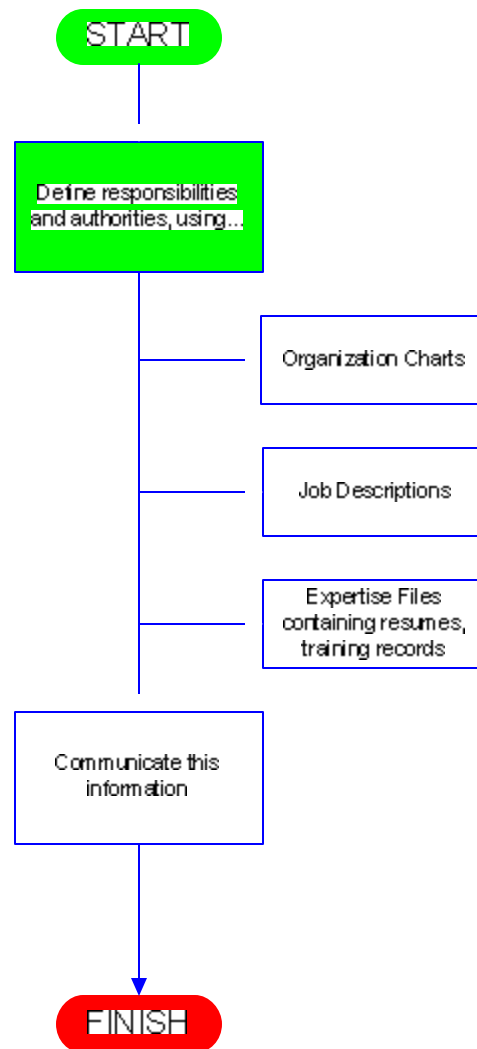 START
Define responsibilities
and authorities, using...
Organization Charts
Job Descriptions
Expertise Files
containing resumes,
training records
Communicate this
information
FINISH